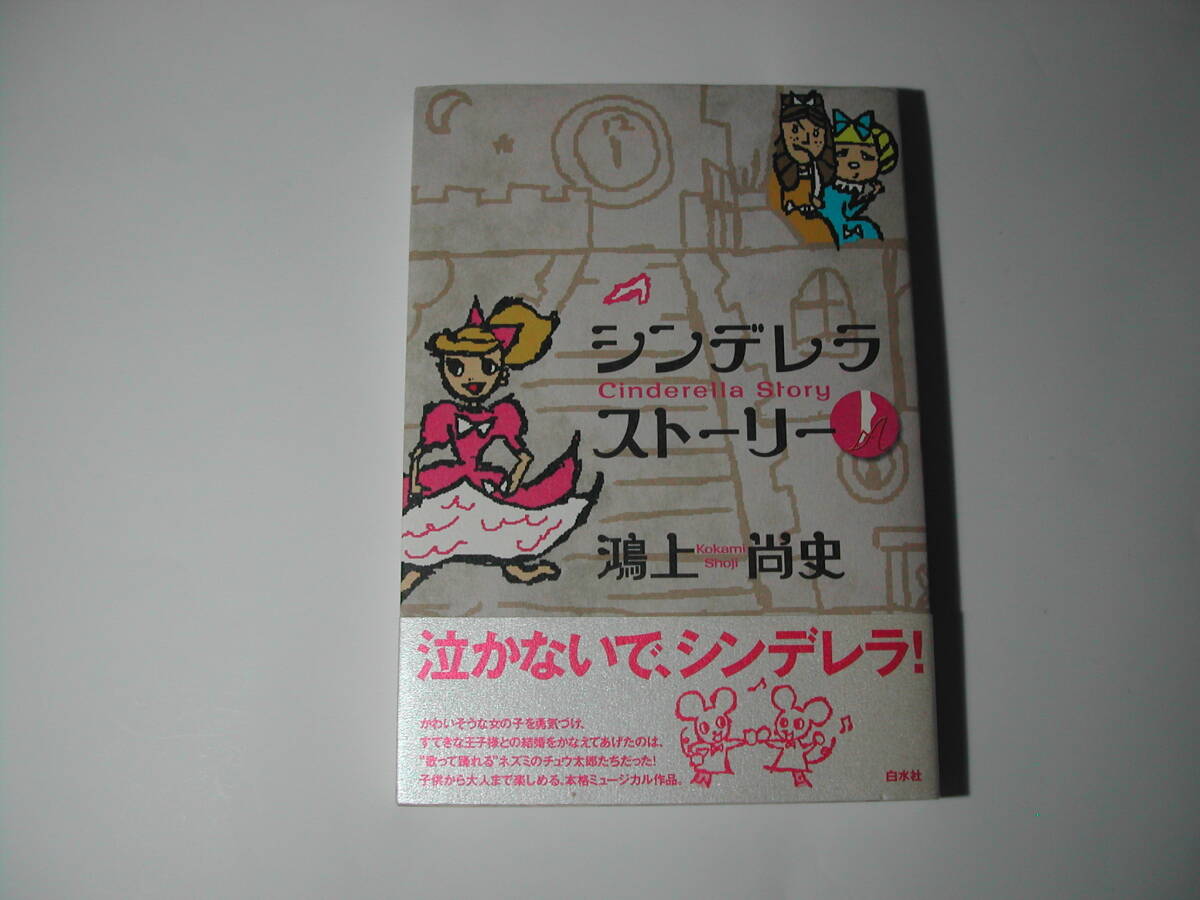 シンデレラ
Cinderella Story
ストーリー
鴻上尚史
Kokami
Shoji
泣かないで、シンデレラ!
かわいそうな女の子を勇気づけ、
すてきな王子様との結婚をかなえてあげたのは、
"歌って踊れる"ネズミのチュウ太郎たちだった!
子供から大人まで楽しめる、本格ミュージカル作品。
白水社